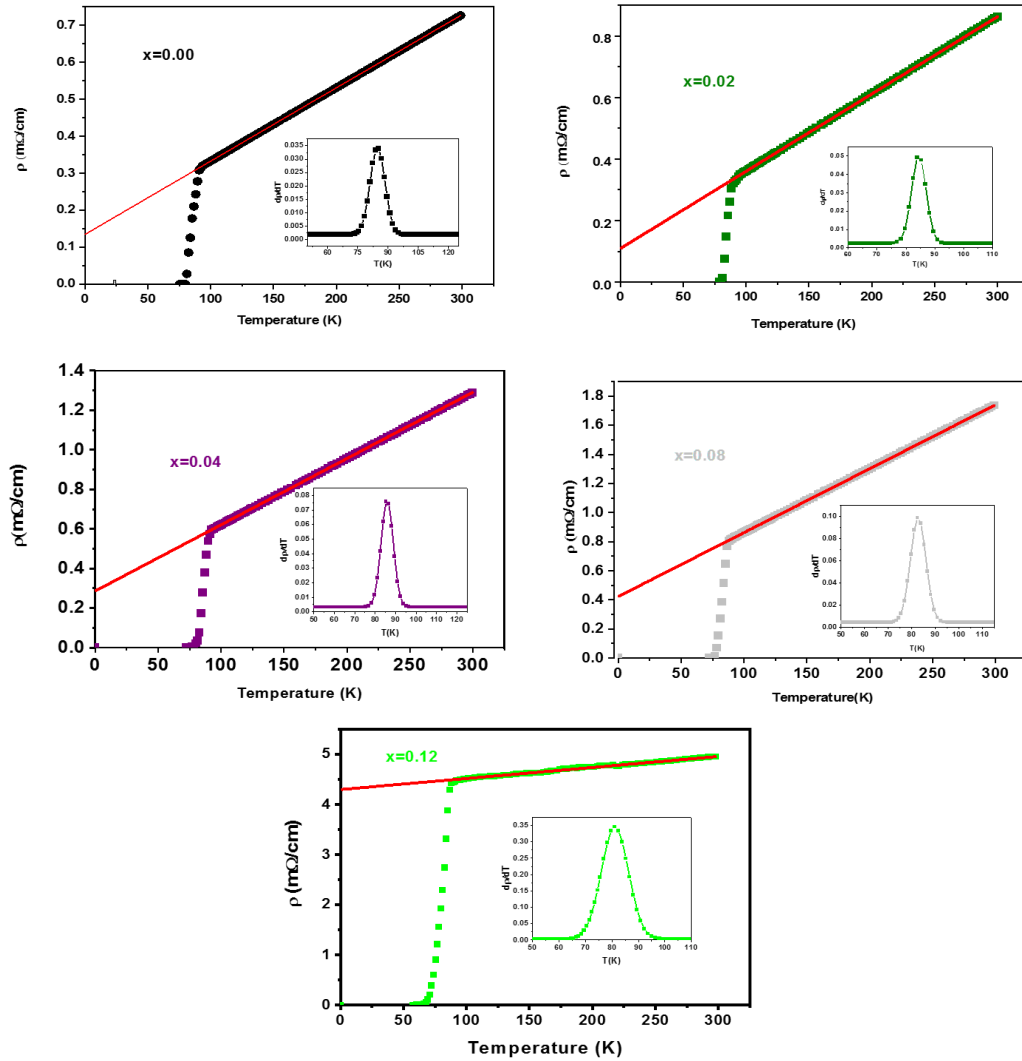 x=0.00
ρ (mΩ/cm)
0.7
0.6
0.5
0.4
0.3
0.2
0.1
0.0
0 50 100 150 200 250 300
Temperature (K)
dρ/dT
0.035
0.030
0.025
0.020
0.015
0.010
0.005
0.000
60 75 90 105 120
T(K)
x=0.02
ρ (mΩ/cm)
0.8
0.6
0.4
0.2
0.0
0 50 100 150 200 250 300
Temperature (K)
dρ/dT
0.05
0.04
0.03
0.02
0.01
0.00
60 70 80 90 100 110
T(K)
x=0.04
ρ(mΩ/cm)
1.4
1.2
1.0
0.8
0.6
0.4
0.2
0.0
0 50 100 150 200 250 300
Temperature (K)
dρ/dT
0.08
0.07
0.06
0.05
0.04
0.03
0.02
0.01
0.00
50 60 70 80 90 100 110 120
T(K)
x=0.08
ρ (mΩ/cm)
1.8
1.6
1.4
1.2
1.0
0.8
0.6
0.4
0.2
0.0
0 50 100 150 200 250 300
Temperature(K)
dρ/dT
0.10
0.08
0.06
0.04
0.02
0.00
50 60 70 80 90 100 110
T(K)
x=0.12
ρ (mΩ/cm)
5
4
3
2
1
0
0 50 100 150 200 250 300
Temperature (K)
dρ/dT
0.35
0.30
0.25
0.20
0.15
0.10
0.05
0.00
50 60 70 80 90 100 110
T(K)